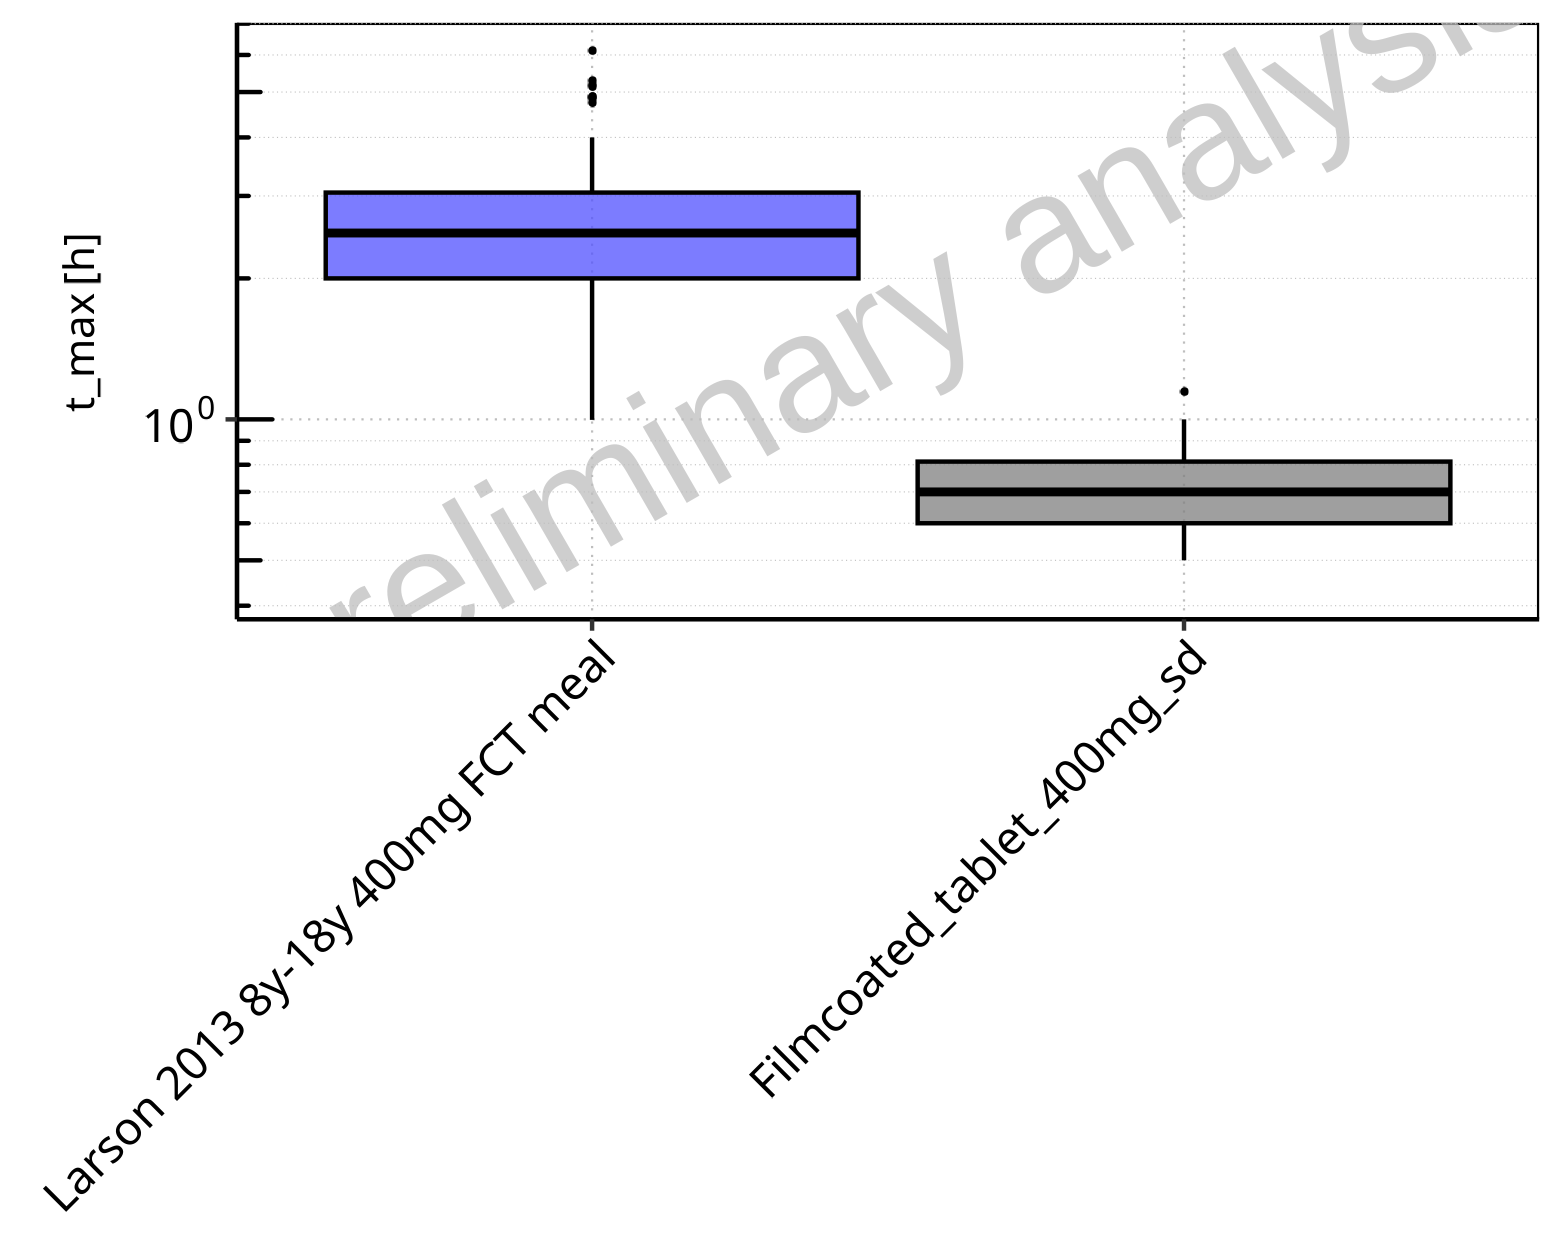 t_max [h]
10⁰
reliminary analysis
Larson 2013 8y-18y 400mg FCT meal
Filmcoated_tablet_400mg_sd